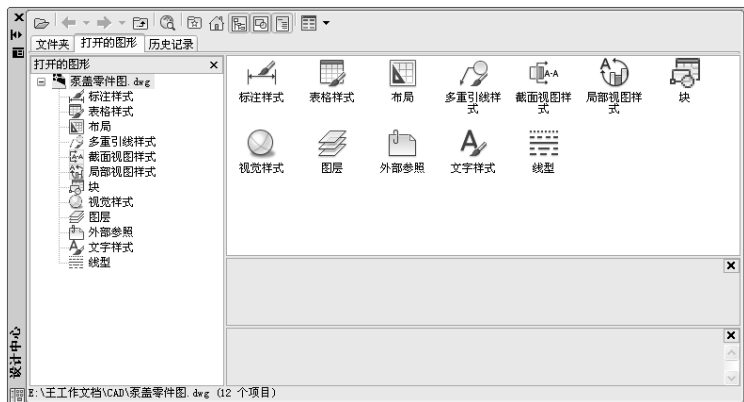 文件夹 打开的图形 历史记录
打开的图形
泵盖零件图.dwg
标注样式
表格样式
布局
多重引线样式
截面视图样式
局部视图样式
块
视觉样式
图层
外部参照
文字样式
线型
标注样式 表格样式 布局 多重引线样式 截面视图样式 局部视图样式 块
视觉样式 图层 外部参照 文字样式 线型
设计中心
E:\王工作文档\CAD\泵盖零件图.dwg (12 个项目)